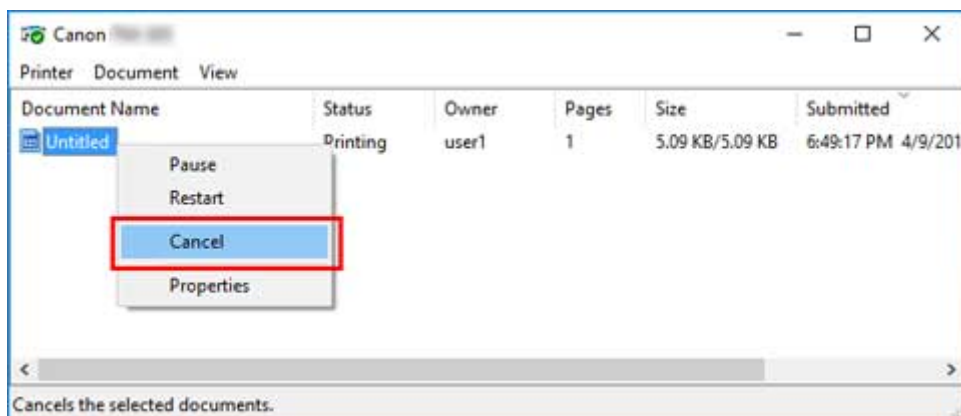 Canon
Printer Document View
Document Name Status Owner Pages Size Submitted
Untitled Printing user1 1 5.09 KB/5.09 KB 6:49:17 PM 4/9/201
Pause
Restart
Cancel
Properties
Cancels the selected documents.